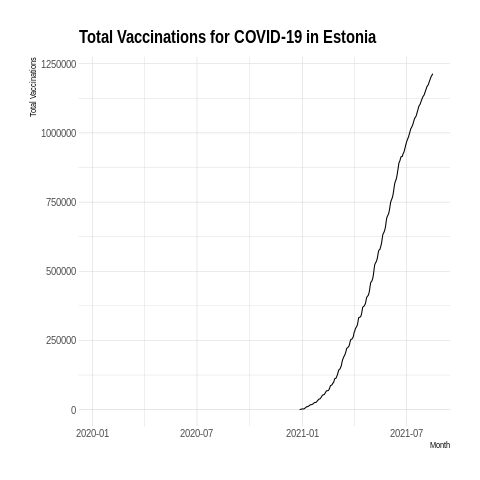 Total Vaccinations for COVID-19 in Estonia
Total Vaccinations
1250000
1000000
750000
500000
250000
0
2020-01 2020-07 2021-01 2021-07
Month